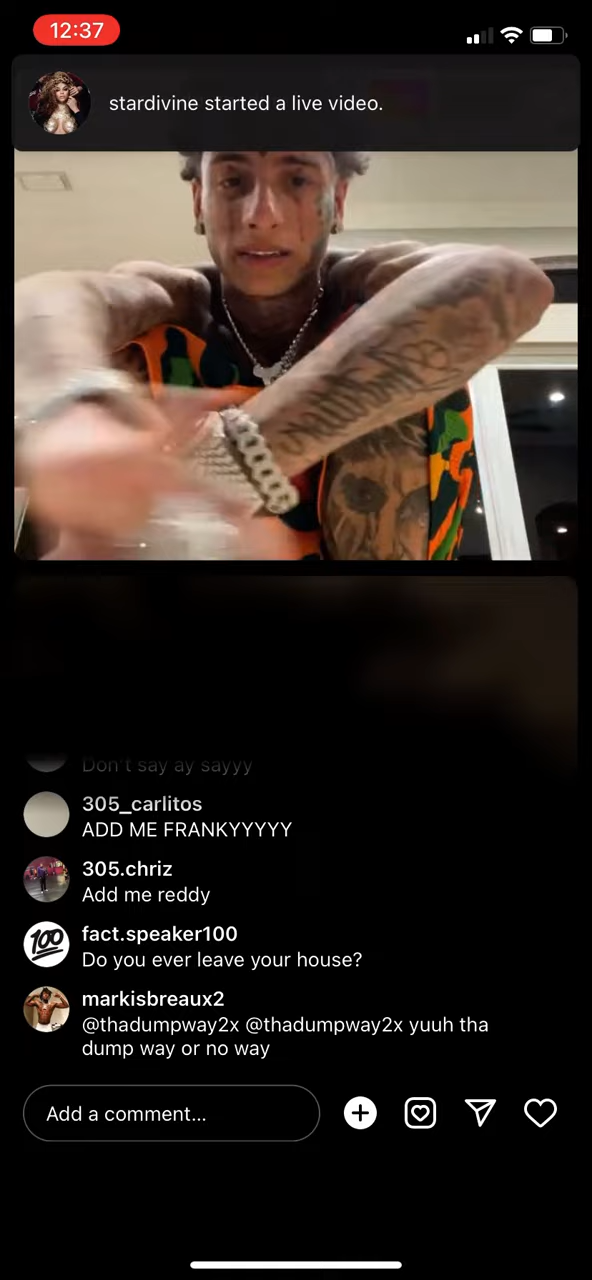 12:37
stardivine started a live video.
Don't say ay sayyy
305_carlitos
ADD ME FRANKYYYYY
305.chriz
Add me reddy
100
fact.speaker100
Do you ever leave your house?
markisbreaux2
@thadumpway2x @thadumpway2x yuuh tha
dump way or no way
Add a comment...